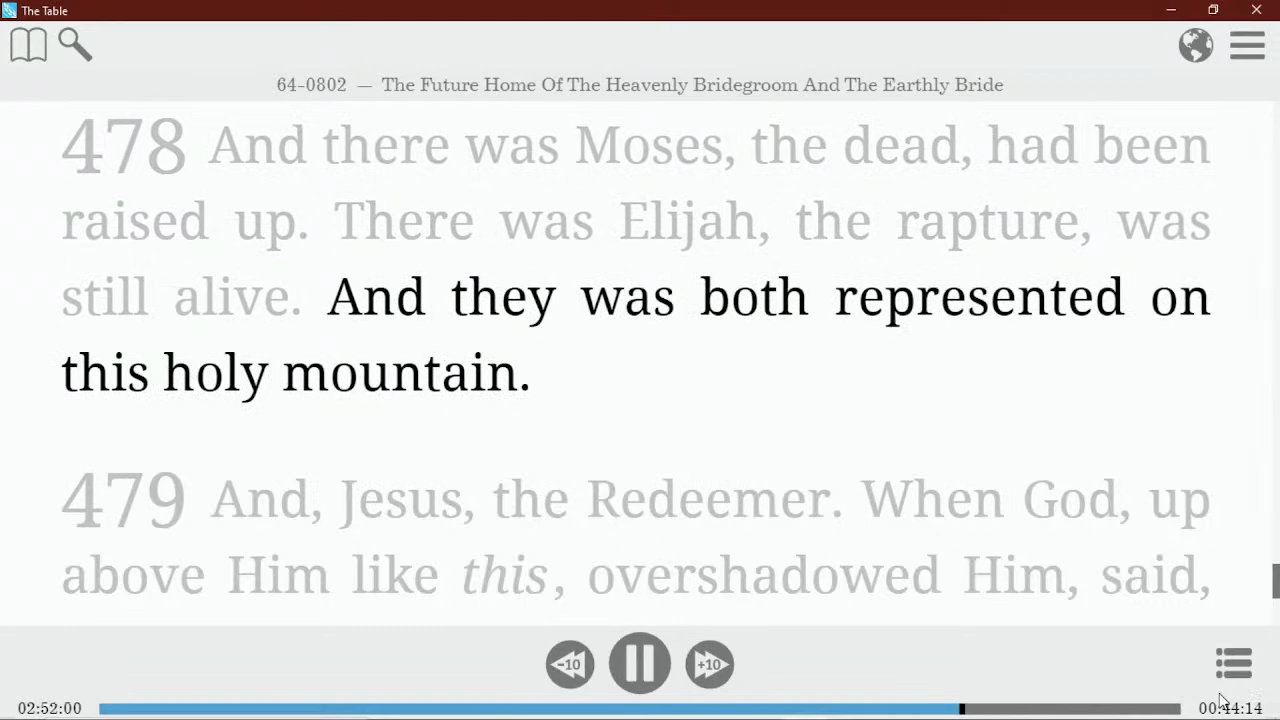 The Table
64-0802 — The Future Home Of The Heavenly Bridegroom And The Earthly Bride
478 And there was Moses, the dead, had been
raised up. There was Elijah, the rapture, was
still alive. And they was both represented on
this holy mountain.
479 And, Jesus, the Redeemer. When God, up
above Him like this, overshadowed Him, said,
-10 +10
02:52:00 00:44:14